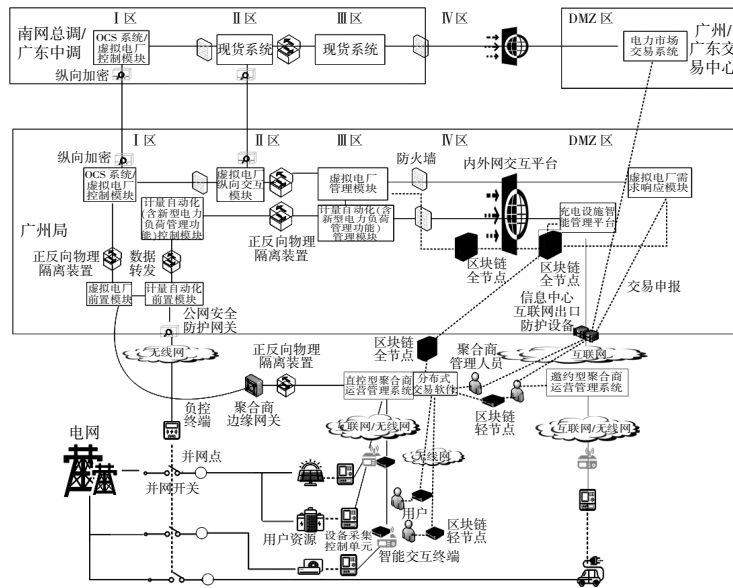 I 区
II 区
III 区
IV 区
DMZ 区
南网总调/
广东中调
OCS 系统/
虚拟电厂
控制模块
现货系统
现货系统
电力市场
交易系统
广州/
广东交
易中心
纵向加密
I 区
II 区
III 区
IV 区
DMZ 区
纵向加密
防火墙
内外网交互平台
OCS 系统/
虚拟电厂
控制模块
虚拟电厂
纵向交互
模块
虚拟电厂
管理模块
虚拟电厂需
求响应模块
广州局
计量自动化
(含新型电力
负荷管理功
能)控制模块
计量自动化(含
新型电力负荷
管理功能)
管理模块
充电设施智
能管理平台
正反向物理
隔离装置
数据
转发
正反向物理
隔离装置
区块链
全节点
区块链
全节点
虚拟电厂
前置模块
计量自动化
前置模块
交易申报
公网安全
防护网关
信息中心
互联网出口
防护设备
无线网
正反向物理
隔离装置
区块链
全节点
聚合商
管理人员
互联网
直控型聚合商
运营管理系统
分布式
交易软件
邀约型聚合商
运营管理系统
负控
终端
聚合商
边缘网关
区块链
轻节点
互联网/无线网
互联网/无线网
电网
并网点
无线网
并网开关
用户
用户资源
设备采集
控制单元
区块链
轻节点
智能交互终端